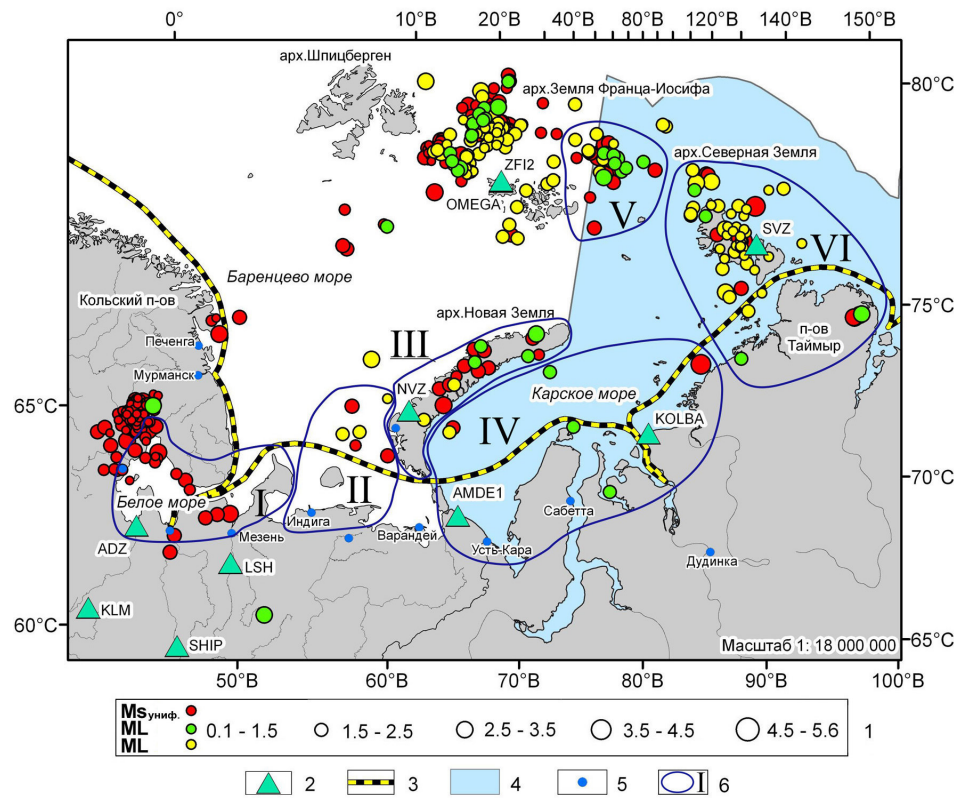 0° 10°В 20°В 40°В 60°В 80°В 100°В 120°В 140°В 150°В
арх.Шпицберген
80°С
арх.Земля Франца-Иосифа
арх.Северная Земля
ZFI2
OMEGA
V
SVZ
VI
Баренцево море
Кольский п-ов
75°С
арх.Новая Земля
п-ов
Таймыр
Печенга
III
Мурманск
NVZ
Карское море
65°С
IV
KOLBA
70°С
I
II
AMDE1
Белое море
Индига
Сабетта
ADZ
Мезень
Варандей
Усть-Кара
Дудинка
LSH
KLM
60°С
SHIP
Масштаб 1: 18 000 000
65°С
50°В 60°В 70°В 80°В 90°В 100°В
Ms униф.
ML 0.1 - 1.5 1.5 - 2.5 2.5 - 3.5 3.5 - 4.5 4.5 - 5.6 1
ML
2 3 4 5 I 6